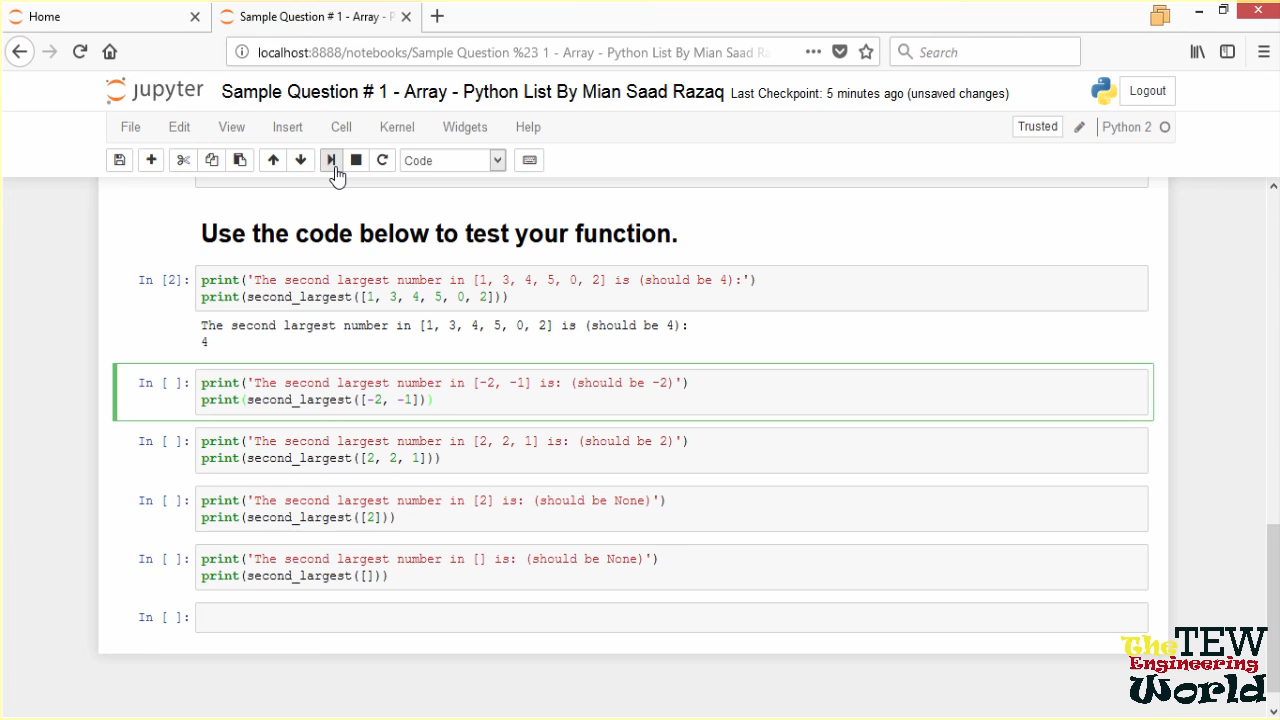 Home
Sample Question # 1 - Array - P
localhost:8888/notebooks/Sample Question %23 1 - Array - Python List By Mian Saad Razaq
Search
jupyter
Sample Question # 1 - Array - Python List By Mian Saad Razaq Last Checkpoint: 5 minutes ago (unsaved changes)
Logout
File Edit View Insert Cell Kernel Widgets Help
Trusted
Python 2
Code
Use the code below to test your function.
In [2]: print('The second largest number in [1, 3, 4, 5, 0, 2] is (should be 4):')
print(second_largest([1, 3, 4, 5, 0, 2]))
The second largest number in [1, 3, 4, 5, 0, 2] is (should be 4):
4
In [ ]: print('The second largest number in [-2, -1] is: (should be -2)')
print(second_largest([-2, -1]))
In [ ]: print('The second largest number in [2, 2, 1] is: (should be 2)')
print(second_largest([2, 2, 1]))
In [ ]: print('The second largest number in [2] is: (should be None)')
print(second_largest([2]))
In [ ]: print('The second largest number in [] is: (should be None)')
print(second_largest([]))
In [ ]:
The TEW
Engineering
World